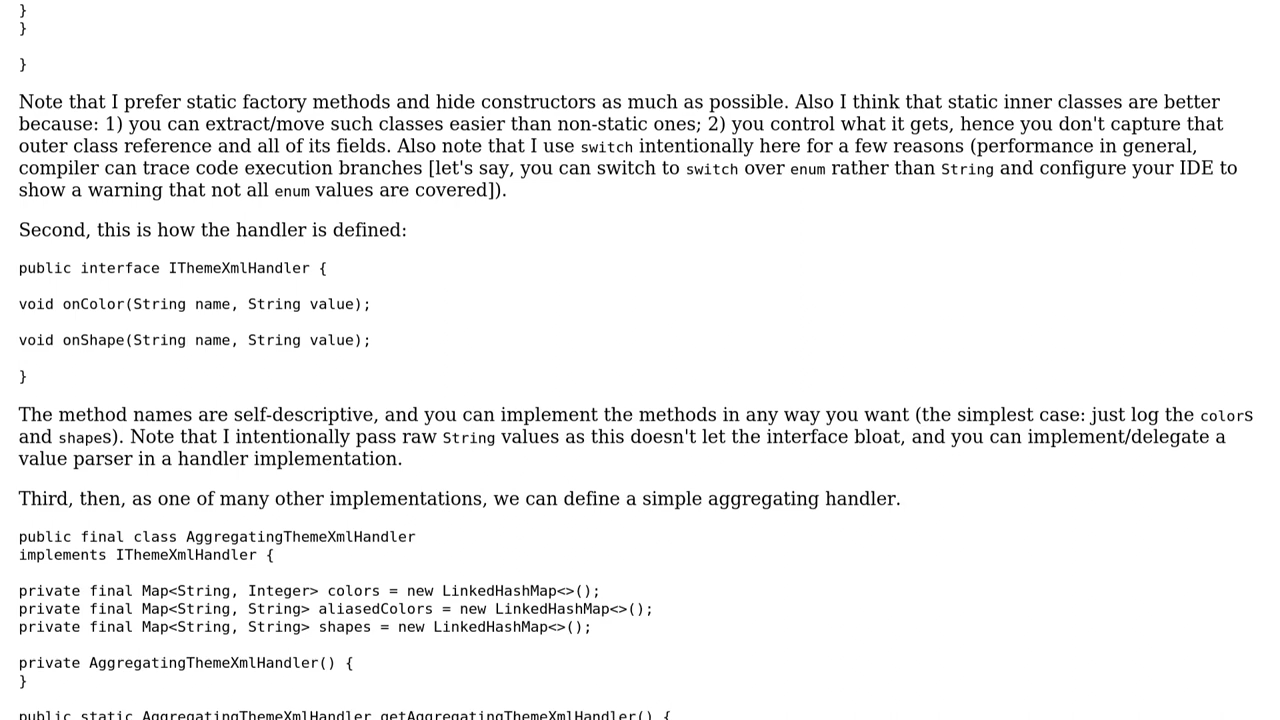 }
}
}
Note that I prefer static factory methods and hide constructors as much as possible. Also I think that static inner classes are better
because: 1) you can extract/move such classes easier than non-static ones; 2) you control what it gets, hence you don't capture that
outer class reference and all of its fields. Also note that I use switch intentionally here for a few reasons (performance in general,
compiler can trace code execution branches [let's say, you can switch to switch over enum rather than String and configure your IDE to
show a warning that not all enum values are covered]).
Second, this is how the handler is defined:
public interface IThemeXmlHandler {
void onColor(String name, String value);
void onShape(String name, String value);
}
The method names are self-descriptive, and you can implement the methods in any way you want (the simplest case: just log the colors
and shapes). Note that I intentionally pass raw String values as this doesn't let the interface bloat, and you can implement/delegate a
value parser in a handler implementation.
Third, then, as one of many other implementations, we can define a simple aggregating handler.
public final class AggregatingThemeXmlHandler
implements IThemeXmlHandler {
private final Map<String, Integer> colors = new LinkedHashMap<>();
private final Map<String, String> aliasedColors = new LinkedHashMap<>();
private final Map<String, String> shapes = new LinkedHashMap<>();
private AggregatingThemeXmlHandler() {
}
public static AggregatingThemeXmlHandler getAggregatingThemeXmlHandler() {